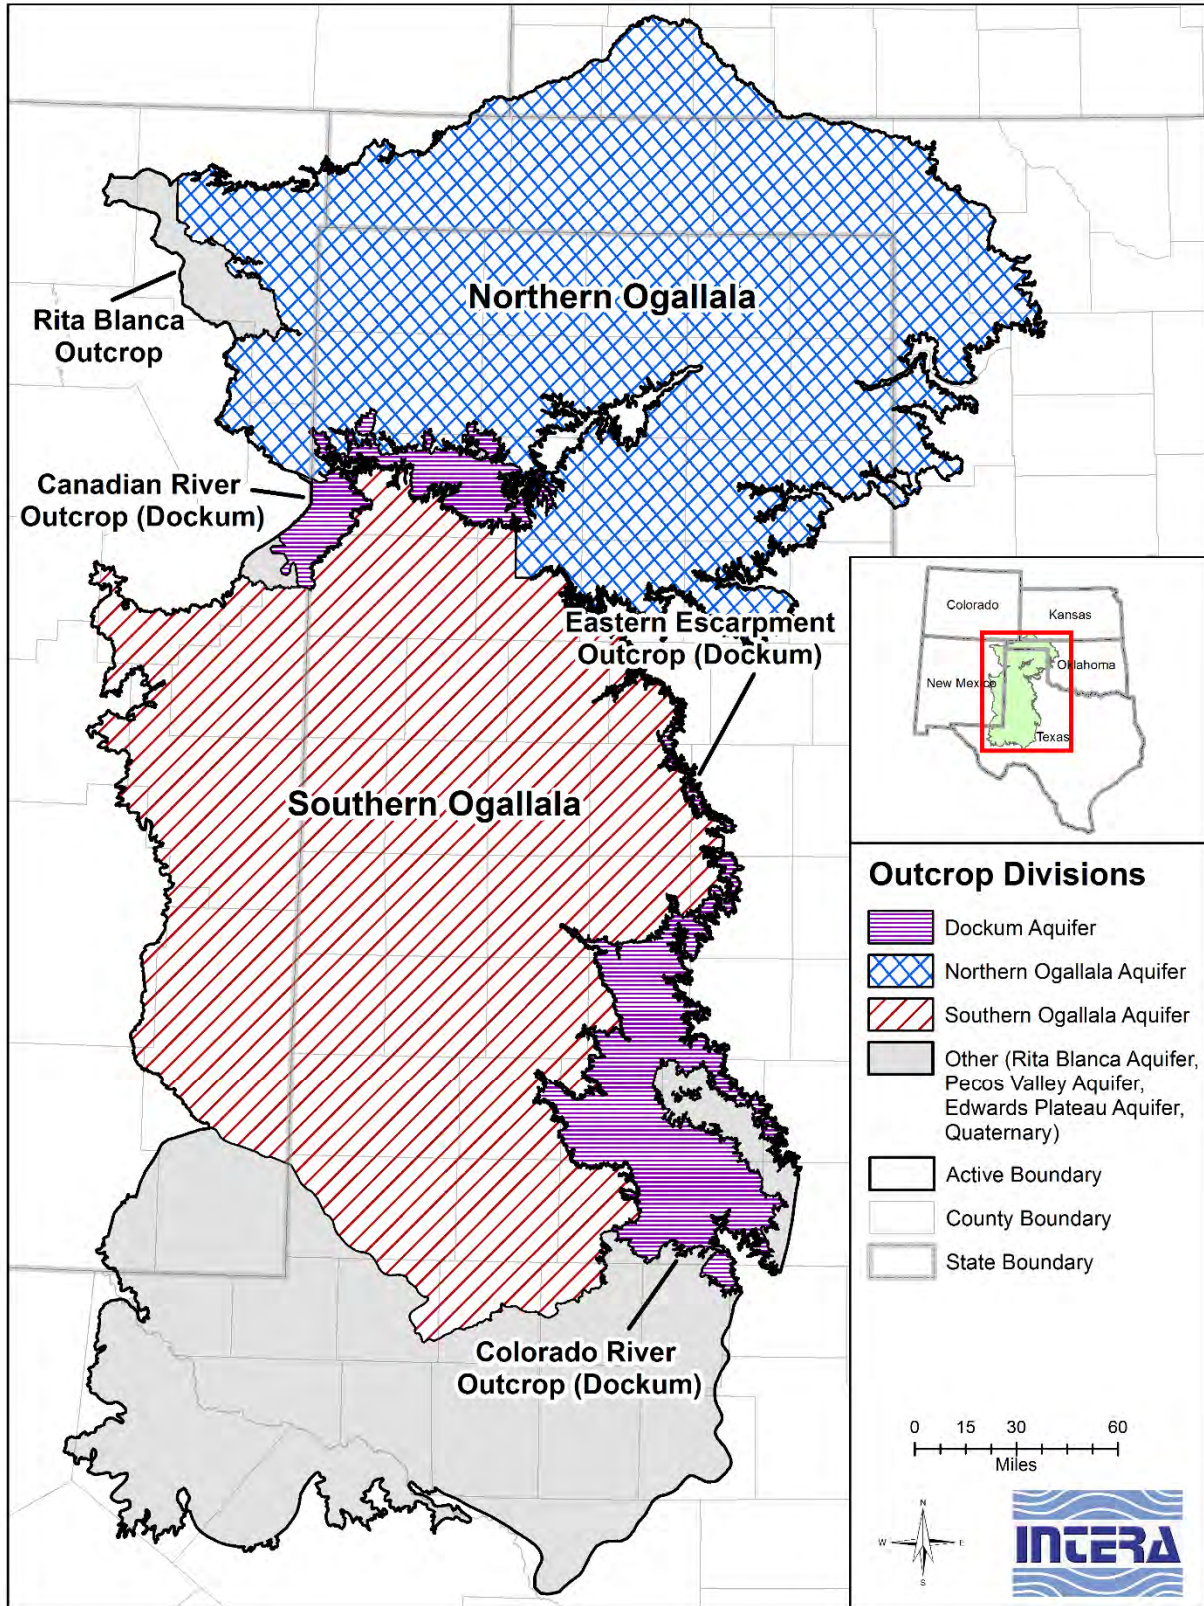 Northern Ogallala
Rita Blanca
Outcrop
Canadian River
Outcrop (Dockum)
Eastern Escarpment
Outcrop (Dockum)
Southern Ogallala
Colorado River
Outcrop (Dockum)
Colorado
Kansas
New Mexico
Oklahoma
Texas
Outcrop Divisions
Dockum Aquifer
Northern Ogallala Aquifer
Southern Ogallala Aquifer
Other (Rita Blanca Aquifer,
Pecos Valley Aquifer,
Edwards Plateau Aquifer,
Quaternary)
Active Boundary
County Boundary
State Boundary
0 15 30 60
Miles
N
W E
S
INTERA